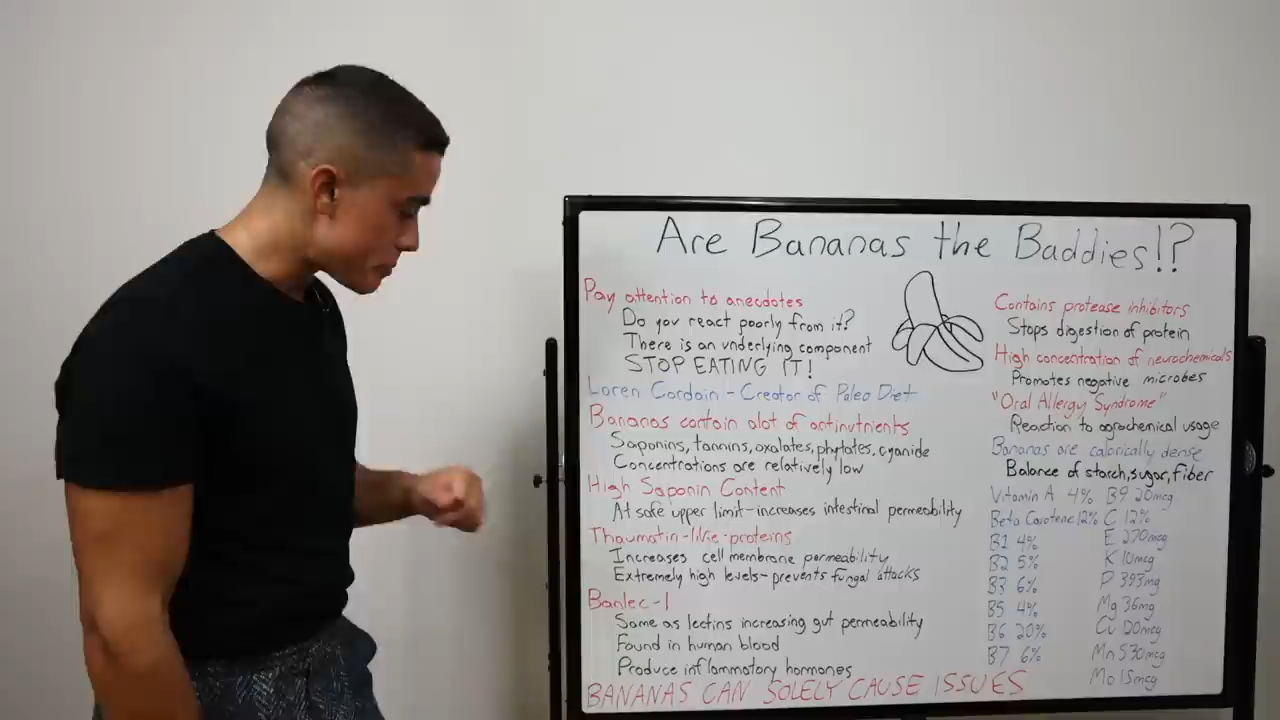 Are Bananas the Baddies!?
Pay attention to anecdotes
Do you react poorly from it?
There is an underlying component
STOP EATING IT!
Loren Cordain - Creator of Paleo Diet
Bananas contain alot of antinutrients
Saponins, tannins, oxalates, phytates, cyanide
Concentrations are relatively low
High Saponin Content
At safe upper limit - increases intestinal permeability
Thaumatin-like-proteins
Increases cell membrane permeability
Extremely high levels - prevents fungal attacks
Banlec-1
Same as lectins increasing gut permeability
Found in human blood
Produce inflammatory hormones
BANANAS CAN SOLELY CAUSE ISSUES
Contains protease inhibitors
Stops digestion of protein
High concentration of neurochemicals
Promotes negative microbes
"Oral Allergy Syndrome"
Reaction to agrochemical usage
Bananas are calorically dense
Balance of starch, sugar, fiber
Vitamin A 4% B9 20mcg
Beta Carotene 12% C 12%
B1 4% E 270mcg
B2 5% K 10mcg
B3 6% P 393mg
B5 4% Mg 36mg
B6 20% Cu 120mcg
B7 6% Mn 530mcg
Mo 15mcg